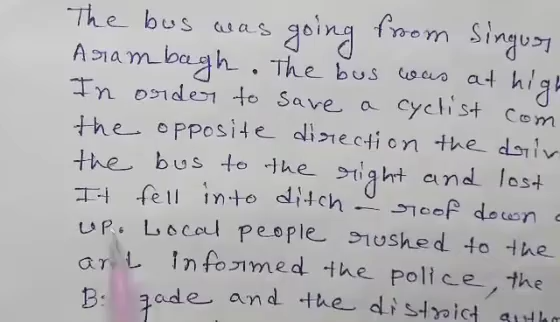 The bus was going from Singur
Arambagh. The bus was at high
In order to save a cyclist com
the opposite direction the driv
the bus to the right and lost
It fell into ditch - roof down
up. Local people rushed to the
and informed the police, the
B: gade and the district autho